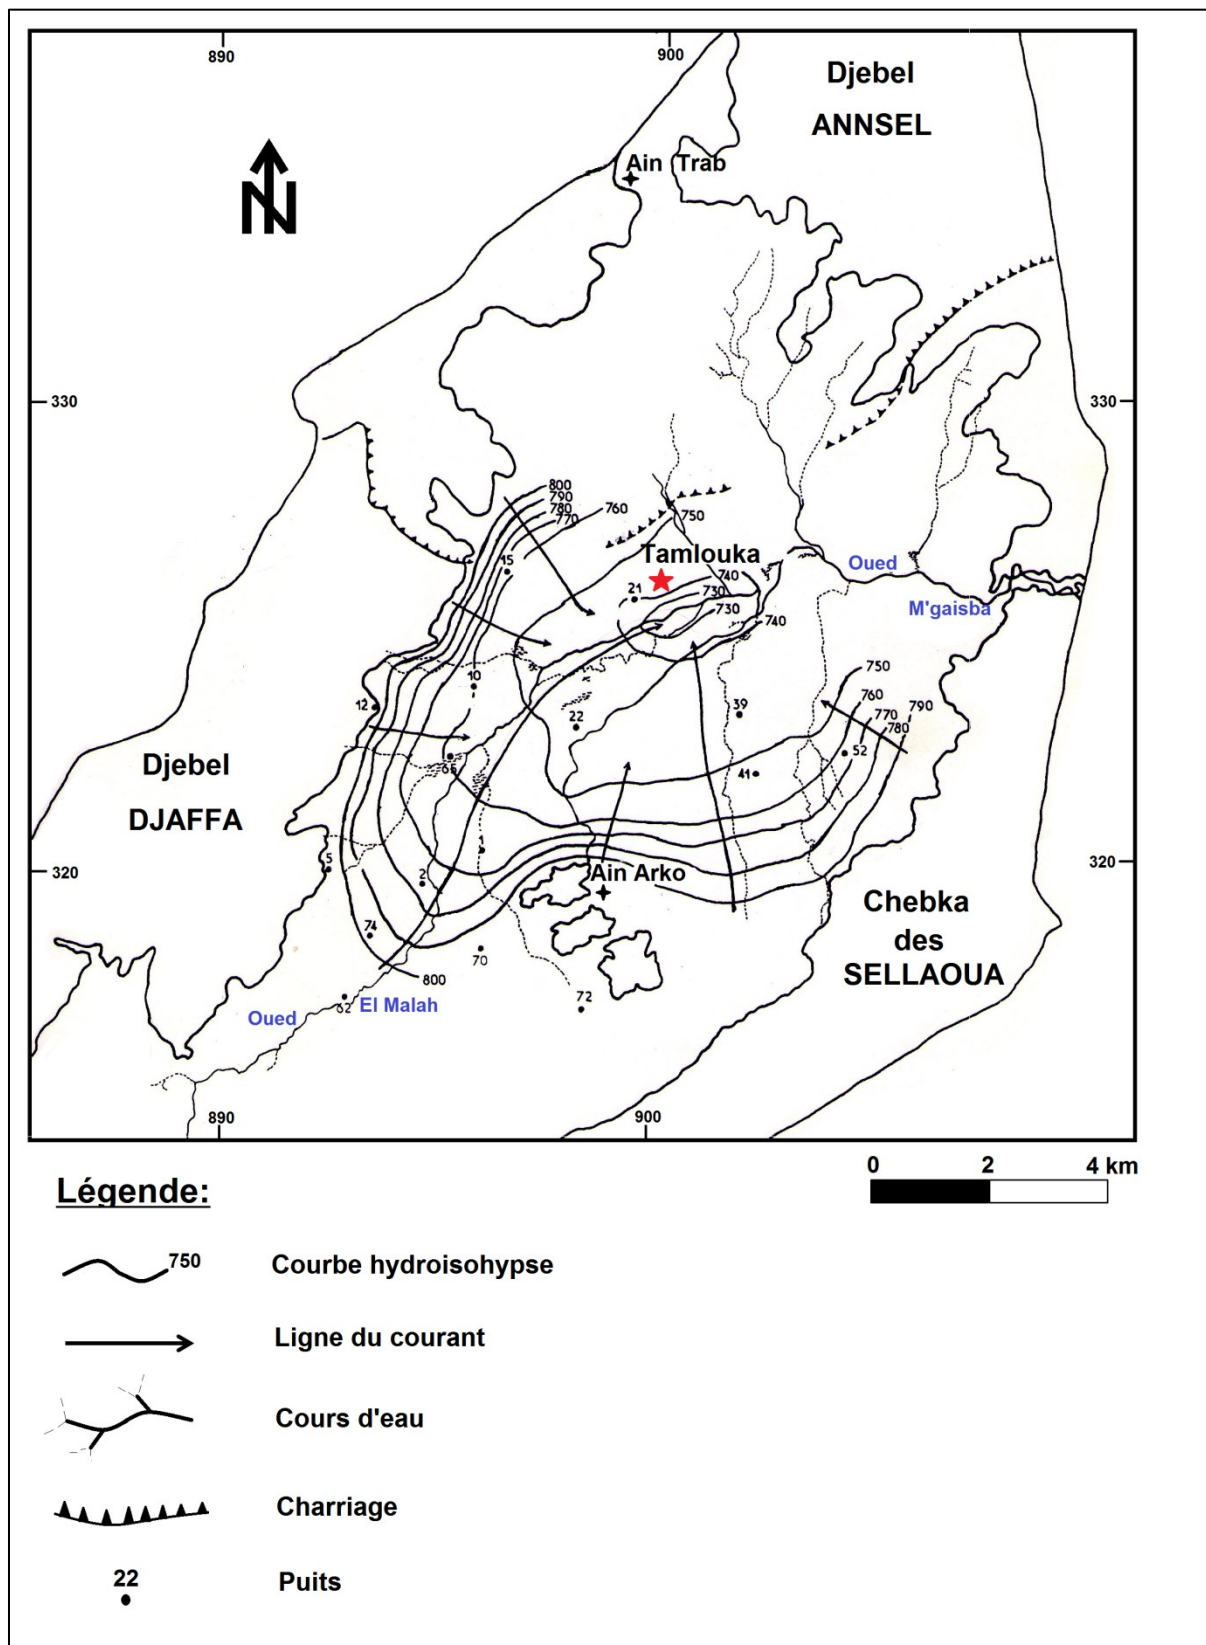 890
900
Djebel
ANNSEL
N
Ain Trab
330
330
800
790
780
770
760
750
15
Tamlouka
740
21
730
730
740
Oued
M'gaisba
750
760
790
770
780
10
12
22
39
65
41
52
Djebel
DJAFFA
1
5
2
320
320
Ain Arko
Chebka
des
SELLAOUA
74
70
800
62
El Malah
Oued
72
890
900
0 2 4 km
Légende:
750
Courbe hydroisohypse
Ligne du courant
Cours d'eau
Charriage
22
Puits